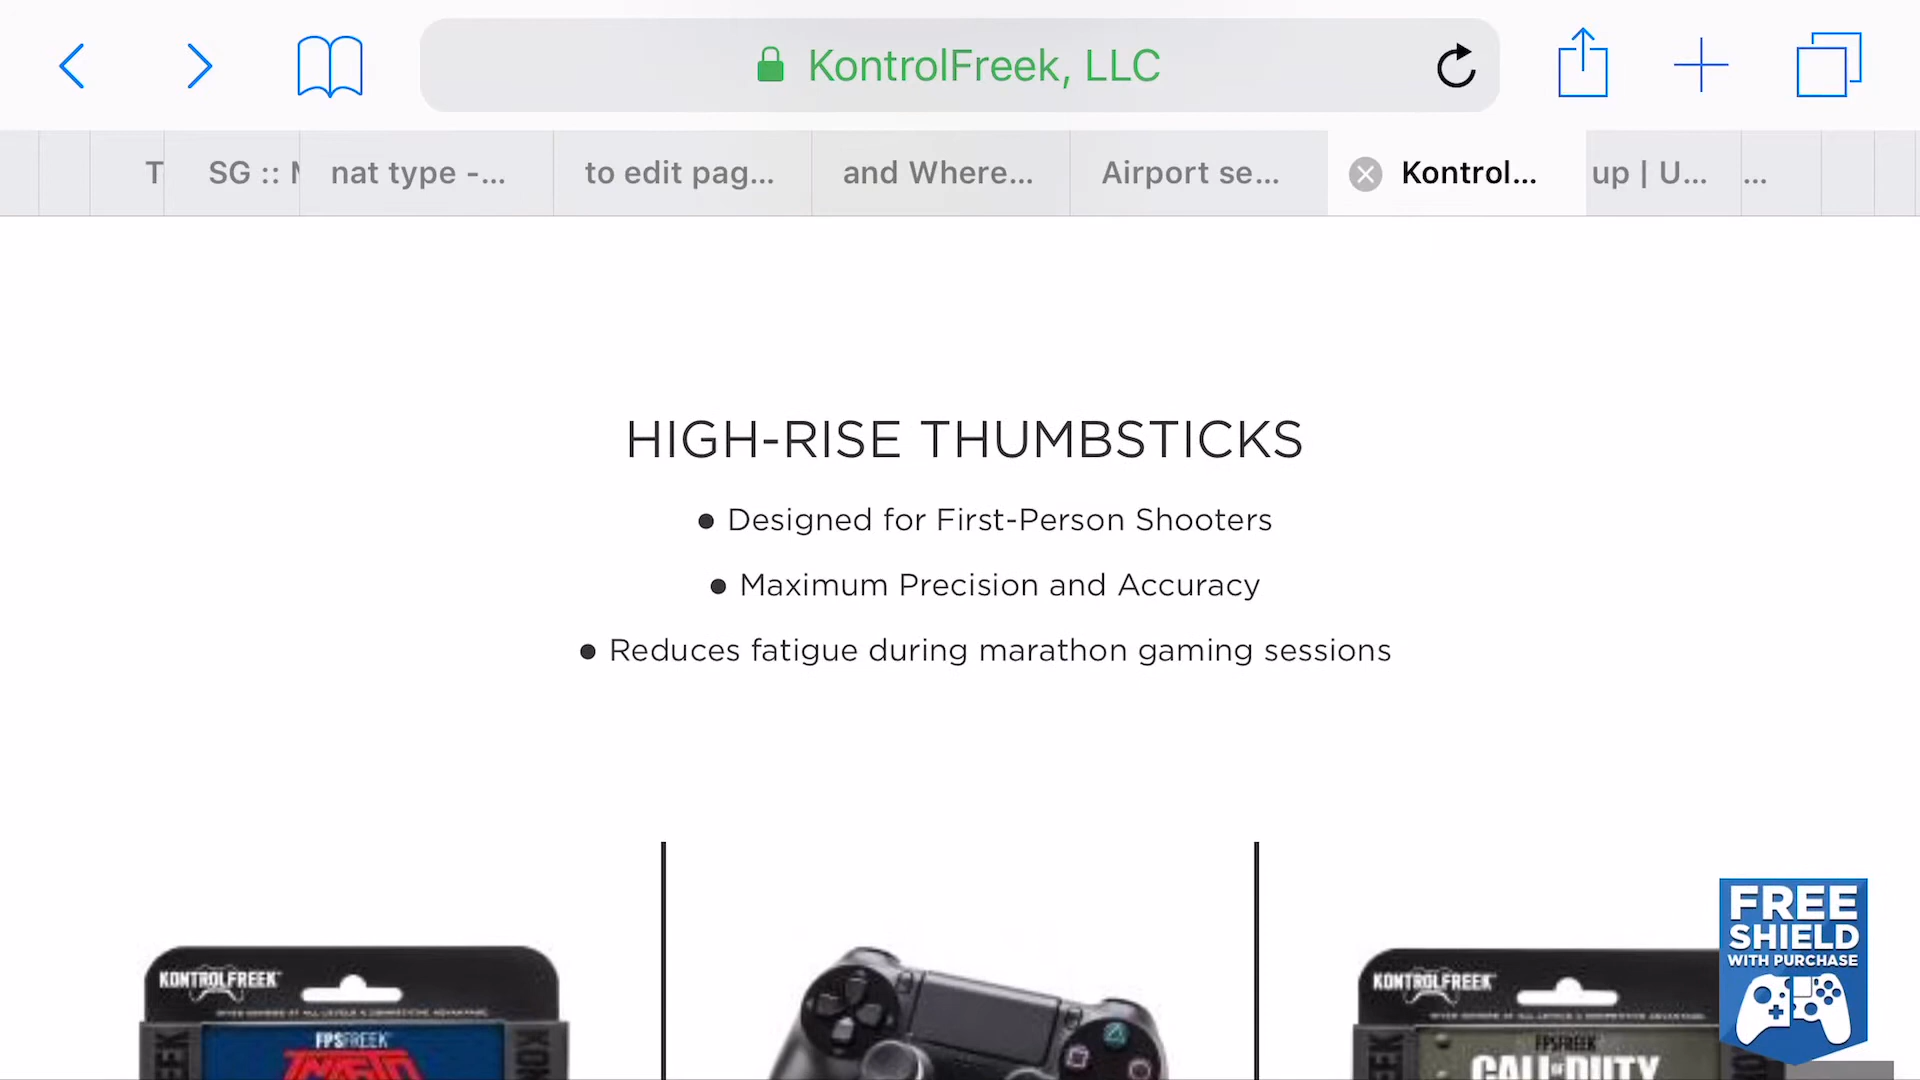 KontrolFreek, LLC
T
SG ::
nat type -...
to edit pag...
and Where...
Airport se...
Kontrol...
up | U...
...
HIGH-RISE THUMBSTICKS
● Designed for First-Person Shooters
● Maximum Precision and Accuracy
● Reduces fatigue during marathon gaming sessions
FREE
SHIELD
WITH PURCHASE
KONTROLFREEK
FPSFREEK
KONTROLFREEK
FPSFREEK
CALL OF DUTY